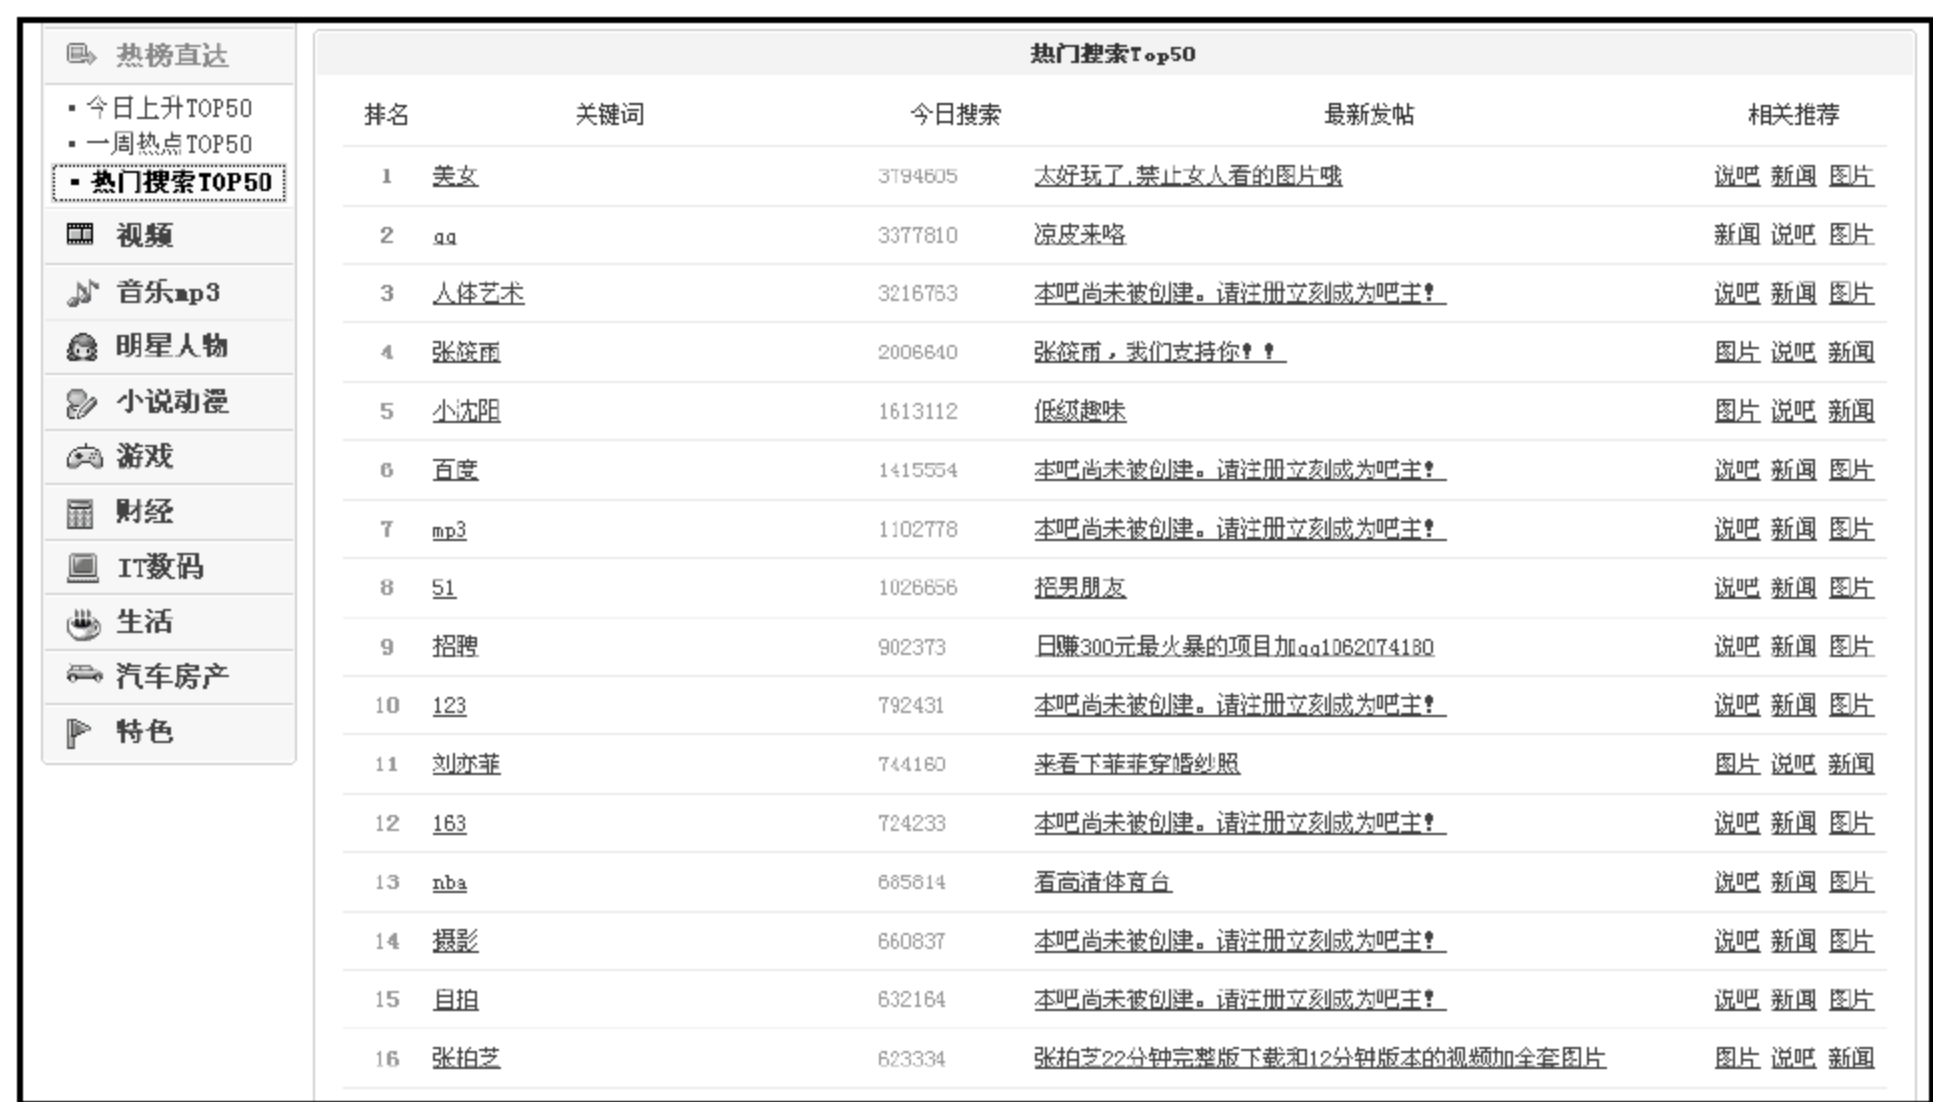 热榜直达
▪ 今日上升TOP50
▪ 一周热点TOP50
▪ 热门搜索TOP50
视频
音乐mp3
明星人物
小说动漫
游戏
财经
IT数码
生活
汽车房产
特色
热门搜索Top50
排名 关键词 今日搜索 最新发帖 相关推荐
1 美女 3794605 太好玩了,禁止女人看的图片哦 说吧 新闻 图片
2 qq 3377810 凉皮来咯 新闻 说吧 图片
3 人体艺术 3216763 本吧尚未被创建。请注册立刻成为吧主！ 说吧 新闻 图片
4 张筱雨 2006640 张筱雨，我们支持你！！ 图片 说吧 新闻
5 小沈阳 1613112 低级趣味 图片 说吧 新闻
6 百度 1415554 本吧尚未被创建。请注册立刻成为吧主！ 说吧 新闻 图片
7 mp3 1102778 本吧尚未被创建。请注册立刻成为吧主！ 说吧 新闻 图片
8 51 1026656 招男朋友 说吧 新闻 图片
9 招聘 902373 日赚300元最火暴的项目加qq1062074180 说吧 新闻 图片
10 123 792431 本吧尚未被创建。请注册立刻成为吧主！ 说吧 新闻 图片
11 刘亦菲 744160 来看下菲菲穿婚纱照 图片 说吧 新闻
12 163 724233 本吧尚未被创建。请注册立刻成为吧主！ 说吧 新闻 图片
13 nba 685814 看高清体育台 说吧 新闻 图片
14 摄影 660837 本吧尚未被创建。请注册立刻成为吧主！ 说吧 新闻 图片
15 自拍 632164 本吧尚未被创建。请注册立刻成为吧主！ 说吧 新闻 图片
16 张柏芝 623334 张柏芝22分钟完整版下载和12分钟版本的视频加全套图片 图片 说吧 新闻